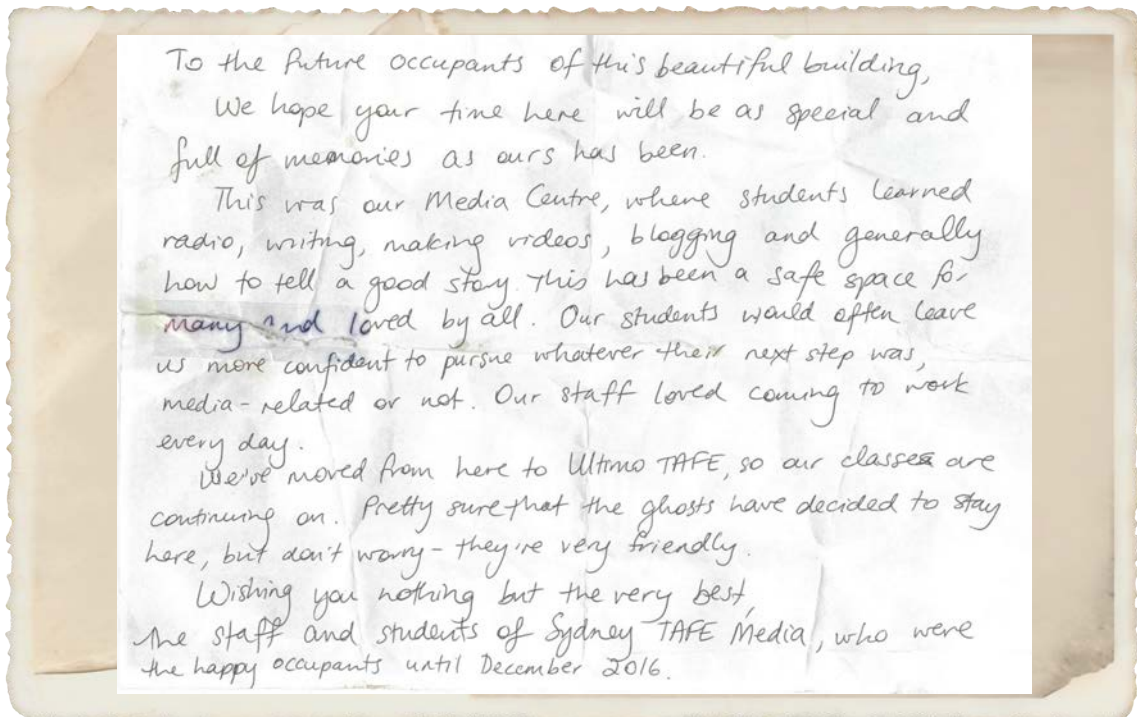 To the future occupants of this beautiful building,
We hope your time here will be as special and
full of memories as ours has been.
This was our Media Centre, where students learned
radio, writing, making videos, blogging and generally
how to tell a good story. This has been a safe space for
many and loved by all. Our students would often leave
us more confident to pursue whatever their next step was,
media-related or not. Our staff loved coming to work
every day.
We've moved from here to Ultimo TAFE, so our classes are
continuing on. Pretty sure that the ghosts have decided to stay
here, but don't worry - they're very friendly.
Wishing you nothing but the very best,
the staff and students of Sydney TAFE Media, who were
the happy occupants until December 2016.